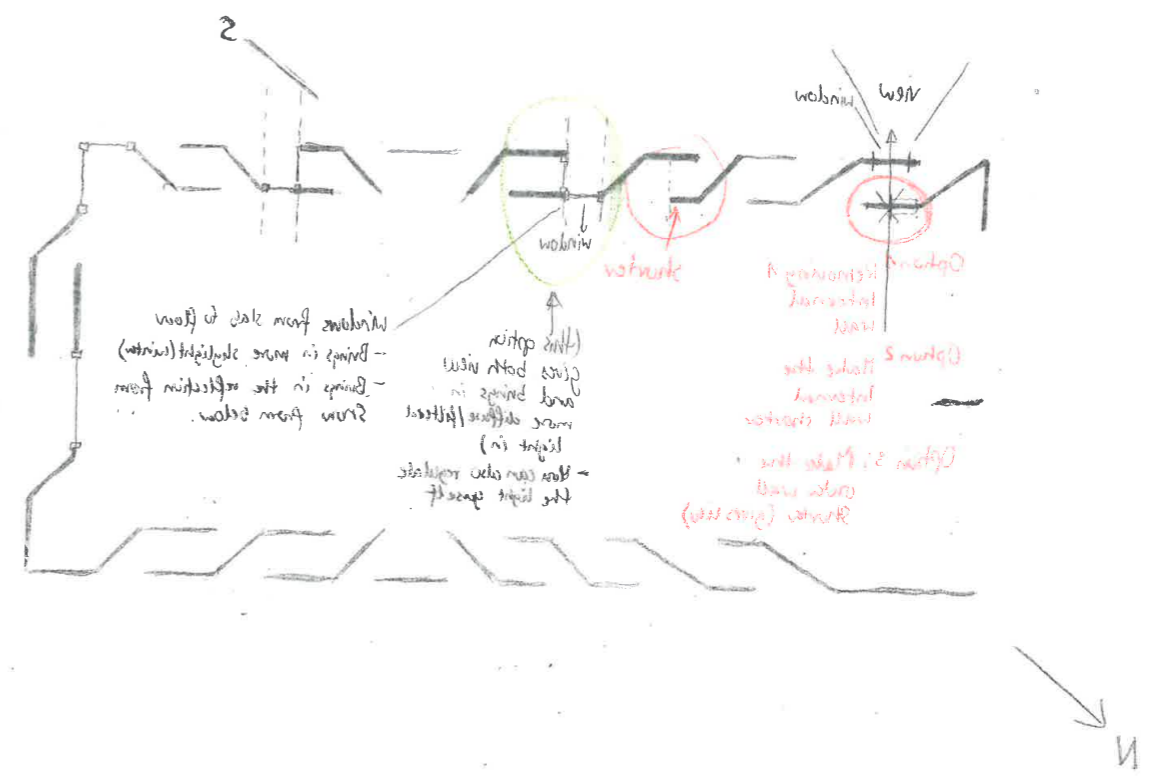 S
view
window
window
shorter
Option 1
Removing 1
Internal
wall
Option 2
Make the
Internal
wall shorter
Option 3: Make the
outer wall
shorter (gives view)
(this option
gives both view
and brings in
more diffuse/filtered
light in)
- You can also regulate
the light yourself
Windows from slab to floor
- Brings in more skylight (winter)
- Brings in the reflection from
snow from below.
N